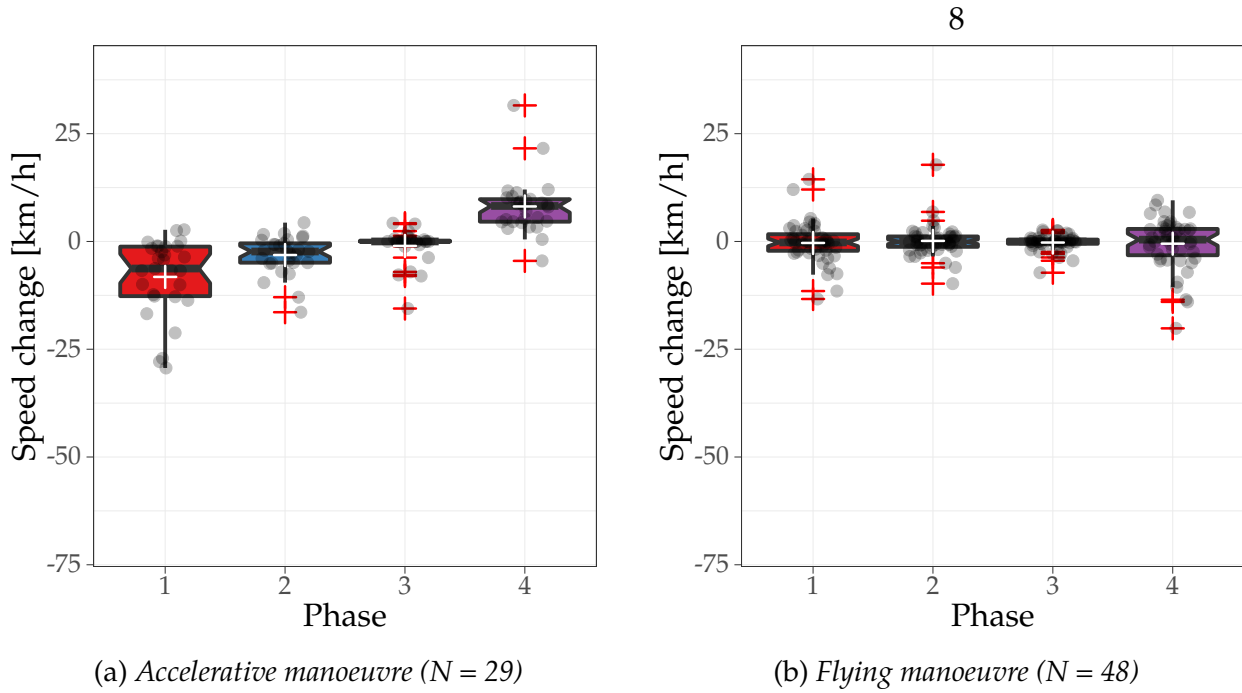 8
Speed change [km/h]
25
0
-25
-50
-75
1 2 3 4
Phase
(a) Accelerative manoeuvre (N = 29)
Speed change [km/h]
25
0
-25
-50
-75
1 2 3 4
Phase
(b) Flying manoeuvre (N = 48)